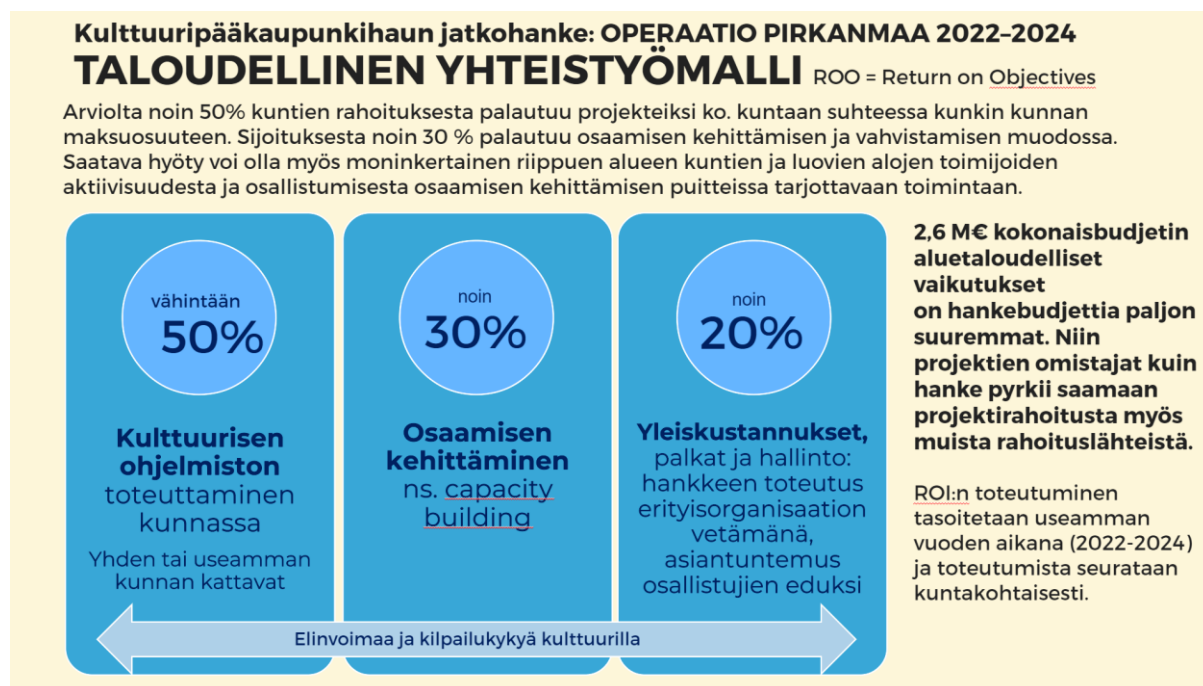 Kulttuuripääkaupunkihaun jatkohanke: OPERAATIO PIRKANMAA 2022–2024
TALOUDELLINEN YHTEISTYÖMALLI ROO = Return on Objectives
Arviolta noin 50% kuntien rahoituksesta palautuu projekteiksi ko. kuntaan suhteessa kunkin kunnan
maksuosuuteen. Sijoituksesta noin 30 % palautuu osaamisen kehittämisen ja vahvistamisen muodossa.
Saatava hyöty voi olla myös moninkertainen riippuen alueen kuntien ja luovien alojen toimijoiden
aktiivisuudesta ja osallistumisesta osaamisen kehittämisen puitteissa tarjottavaan toimintaan.
vähintään
50%
Kulttuurisen
ohjelmiston
toteuttaminen
kunnassa
Yhden tai useamman
kunnan kattavat
noin
30%
Osaamisen
kehittäminen
ns. capacity
building
noin
20%
Yleiskustannukset,
palkat ja hallinto:
hankkeen toteutus
erityisorganisaation
vetämänä,
asiantuntemus
osallistujien eduksi
Elinvoimaa ja kilpailukykyä kulttuurilla
2,6 M€ kokonaisbudjetin
aluetaloudelliset
vaikutukset
on hankebudjettia paljon
suuremmat. Niin
projektien omistajat kuin
hanke pyrkii saamaan
projektirahoitusta myös
muista rahoituslähteistä.
ROI:n toteutuminen
tasoitetaan useamman
vuoden aikana (2022-2024)
ja toteutumista seurataan
kuntakohtaisesti.